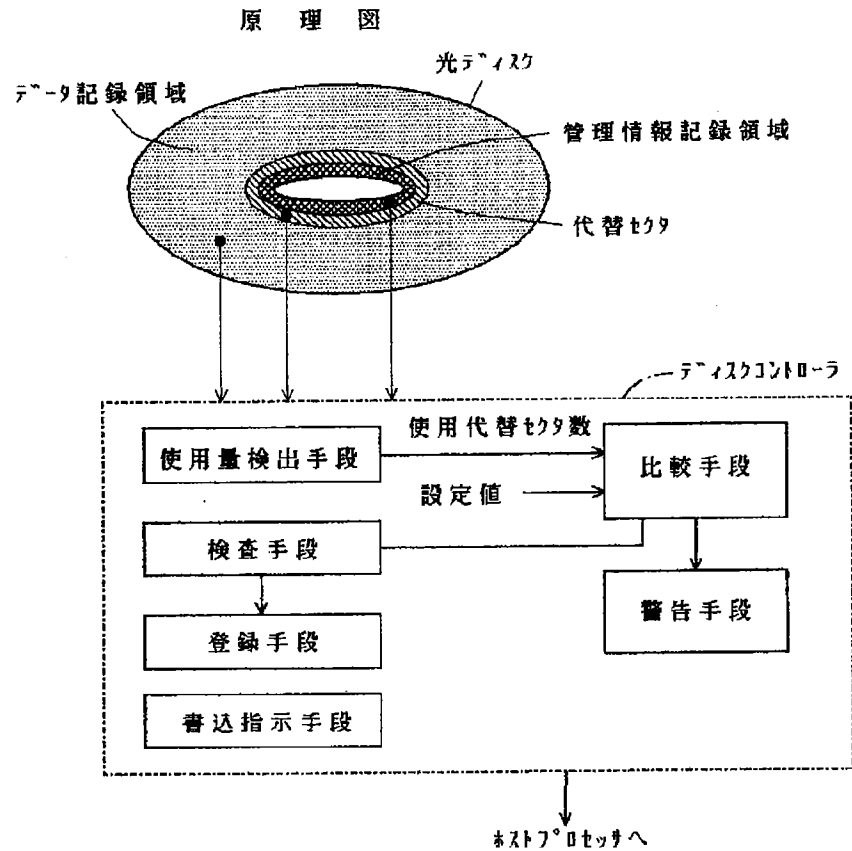 原理図
光ディスク
データ記録領域
管理情報記録領域
代替セクタ
ディスクコントローラ
使用代替セクタ数
使用量検出手段
比較手段
設定値
検査手段
警告手段
登録手段
書込指示手段
ホストプロセッサへ